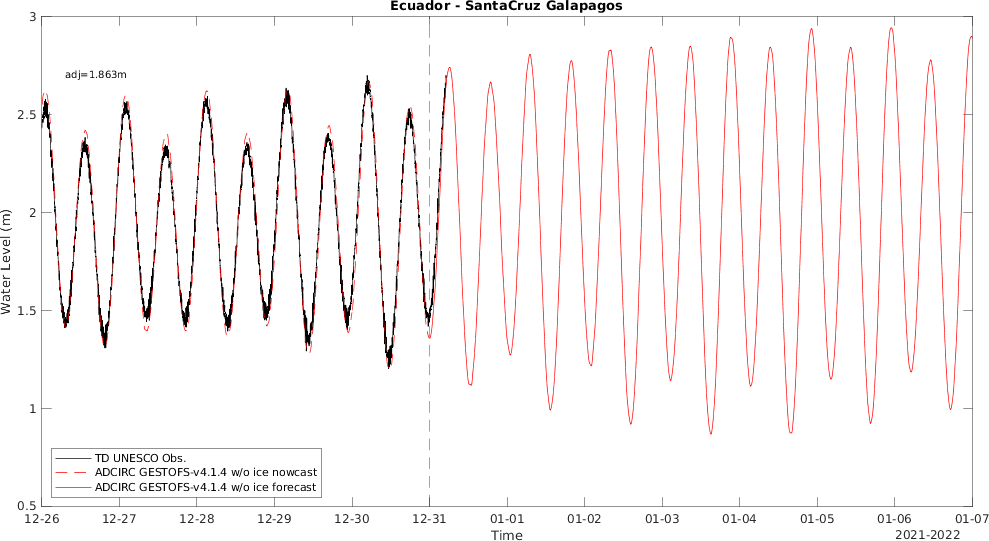 Ecuador - SantaCruz Galapagos
3
adj=1.863m
2.5
2
Water Level (m)
1.5
1
TD UNESCO Obs.
ADCIRC GESTOFS-v4.1.4 w/o ice nowcast
ADCIRC GESTOFS-v4.1.4 w/o ice forecast
0.5
12-26 12-27 12-28 12-29 12-30 12-31 01-01 01-02 01-03 01-04 01-05 01-06 01-07
Time
2021-2022